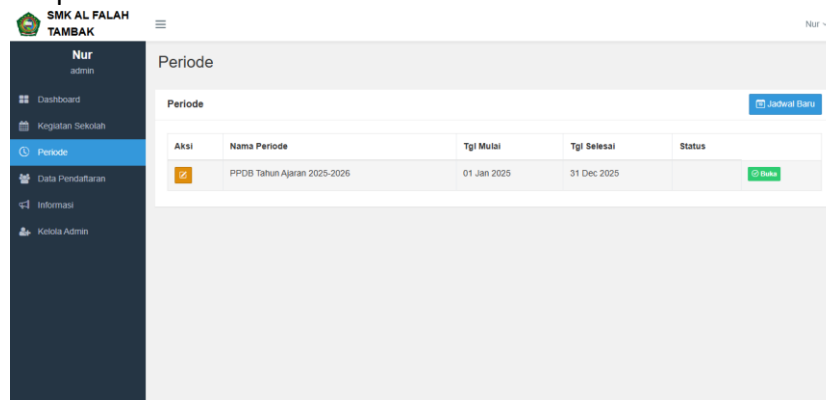 SMK AL FALAH
TAMBAK
Nur
Nur
admin
Periode
Dashboard
Kegiatan Sekolah
Periode
Data Pendaftaran
Informasi
Kelola Admin
Periode
Jadwal Baru
Aksi Nama Periode Tgl Mulai Tgl Selesai Status
PPDB Tahun Ajaran 2025-2026 01 Jan 2025 31 Dec 2025 Buka